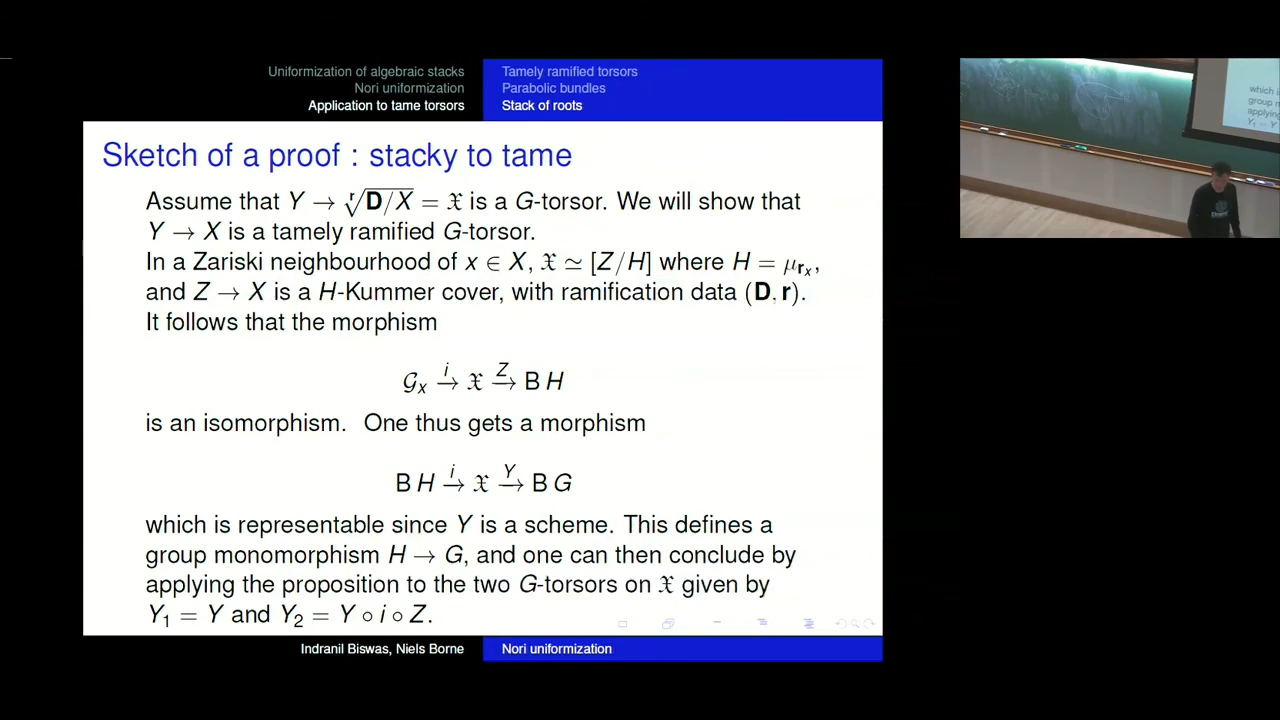 Uniformization of algebraic stacks
Nori uniformization
Application to tame torsors
Tamely ramified torsors
Parabolic bundles
Stack of roots
Sketch of a proof : stacky to tame
Assume that Y → ʳ√D/X = 𝔛 is a G-torsor. We will show that
Y → X is a tamely ramified G-torsor.
In a Zariski neighbourhood of x ∈ X, 𝔛 ≃ [Z/H] where H = μ_{r_x},
and Z → X is a H-Kummer cover, with ramification data (D, r).
It follows that the morphism
𝒢_x →^i 𝔛 →^Z B H
is an isomorphism. One thus gets a morphism
B H →^i 𝔛 →^Y B G
which is representable since Y is a scheme. This defines a
group monomorphism H → G, and one can then conclude by
applying the proposition to the two G-torsors on 𝔛 given by
Y₁ = Y and Y₂ = Y ∘ i ∘ Z.
Indranil Biswas, Niels Borne
Nori uniformization
which i
group m
applying
Y₁ = Y